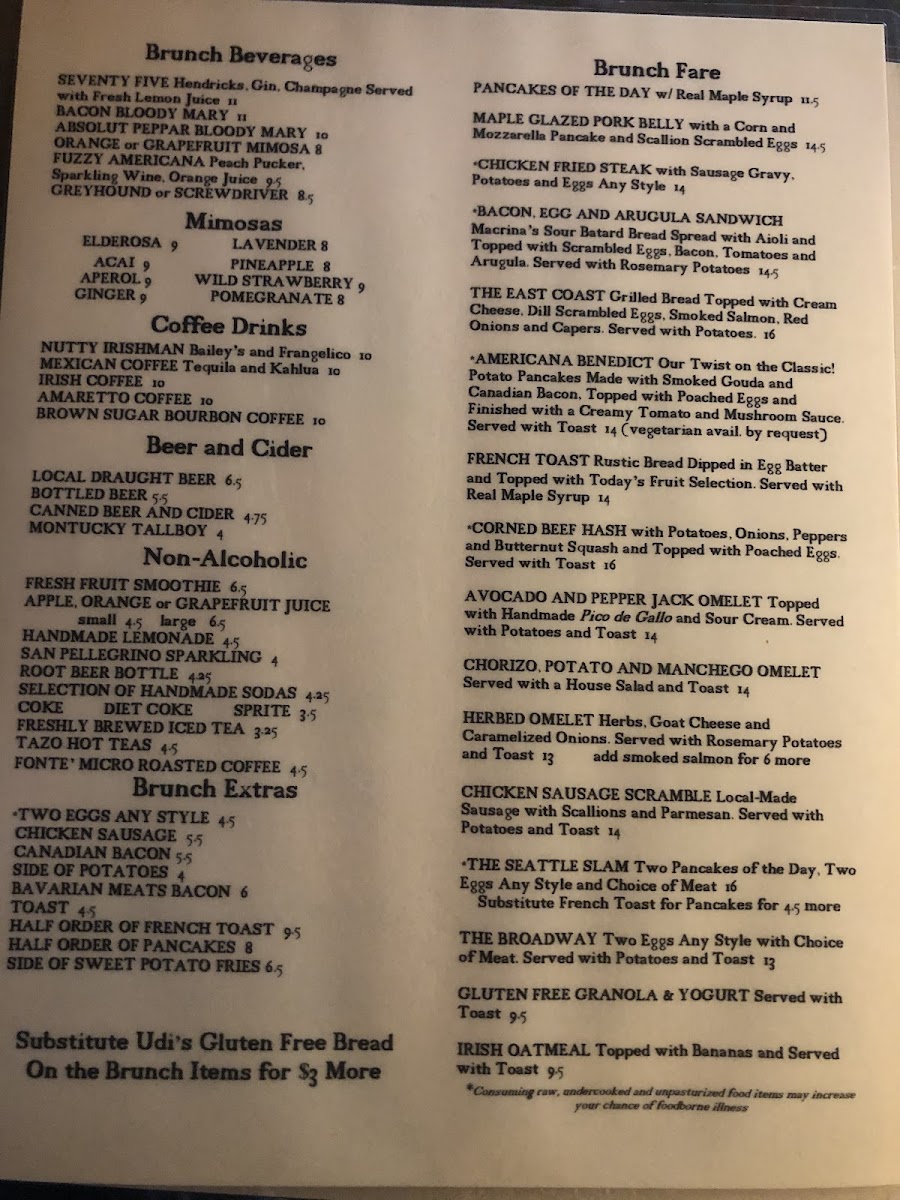 Brunch Beverages
SEVENTY FIVE Hendricks, Gin, Champagne Served
with Fresh Lemon Juice 11
BACON BLOODY MARY 11
ABSOLUT PEPPAR BLOODY MARY 10
ORANGE or GRAPEFRUIT MIMOSA 8
FUZZY AMERICANA Peach Pucker,
Sparkling Wine, Orange Juice 9.5
GREYHOUND or SCREWDRIVER 8.5
Mimosas
ELDEROSA 9 LAVENDER 8
ACAI 9 PINEAPPLE 8
APEROL 9 WILD STRAWBERRY 9
GINGER 9 POMEGRANATE 8
Coffee Drinks
NUTTY IRISHMAN Bailey's and Frangelico 10
MEXICAN COFFEE Tequila and Kahlua 10
IRISH COFFEE 10
AMARETTO COFFEE 10
BROWN SUGAR BOURBON COFFEE 10
Beer and Cider
LOCAL DRAUGHT BEER 6.5
BOTTLED BEER 5.5
CANNED BEER AND CIDER 4.75
MONTUCKY TALLBOY 4
Non-Alcoholic
FRESH FRUIT SMOOTHIE 6.5
APPLE, ORANGE or GRAPEFRUIT JUICE
small 4.5 large 6.5
HANDMADE LEMONADE 4.5
SAN PELLEGRINO SPARKLING 4
ROOT BEER BOTTLE 4.25
SELECTION OF HANDMADE SODAS 4.25
COKE DIET COKE SPRITE 3.5
FRESHLY BREWED ICED TEA 3.25
TAZO HOT TEAS 4.5
FONTE' MICRO ROASTED COFFEE 4.5
Brunch Extras
*TWO EGGS ANY STYLE 4.5
CHICKEN SAUSAGE 5.5
CANADIAN BACON 5.5
SIDE OF POTATOES 4
BAVARIAN MEATS BACON 6
TOAST 4.5
HALF ORDER OF FRENCH TOAST 9.5
HALF ORDER OF PANCAKES 8
SIDE OF SWEET POTATO FRIES 6.5
Substitute Udi's Gluten Free Bread
On the Brunch Items for $3 More
Brunch Fare
PANCAKES OF THE DAY w/ Real Maple Syrup 11.5
MAPLE GLAZED PORK BELLY with a Corn and
Mozzarella Pancake and Scallion Scrambled Eggs 14.5
*CHICKEN FRIED STEAK with Sausage Gravy,
Potatoes and Eggs Any Style 14
*BACON, EGG AND ARUGULA SANDWICH
Macrina's Sour Batard Bread Spread with Aioli and
Topped with Scrambled Eggs, Bacon, Tomatoes and
Arugula. Served with Rosemary Potatoes 14.5
THE EAST COAST Grilled Bread Topped with Cream
Cheese, Dill Scrambled Eggs, Smoked Salmon, Red
Onions and Capers. Served with Potatoes. 16
*AMERICANA BENEDICT Our Twist on the Classic!
Potato Pancakes Made with Smoked Gouda and
Canadian Bacon, Topped with Poached Eggs and
Finished with a Creamy Tomato and Mushroom Sauce.
Served with Toast 14 (vegetarian avail. by request)
FRENCH TOAST Rustic Bread Dipped in Egg Batter
and Topped with Today's Fruit Selection. Served with
Real Maple Syrup 14
*CORNED BEEF HASH with Potatoes, Onions, Peppers
and Butternut Squash and Topped with Poached Eggs.
Served with Toast 16
AVOCADO AND PEPPER JACK OMELET Topped
with Handmade Pico de Gallo and Sour Cream. Served
with Potatoes and Toast 14
CHORIZO, POTATO AND MANCHEGO OMELET
Served with a House Salad and Toast 14
HERBED OMELET Herbs, Goat Cheese and
Caramelized Onions. Served with Rosemary Potatoes
and Toast 13 add smoked salmon for 6 more
CHICKEN SAUSAGE SCRAMBLE Local-Made
Sausage with Scallions and Parmesan. Served with
Potatoes and Toast 14
*THE SEATTLE SLAM Two Pancakes of the Day, Two
Eggs Any Style and Choice of Meat 16
Substitute French Toast for Pancakes for 4.5 more
THE BROADWAY Two Eggs Any Style with Choice
of Meat. Served with Potatoes and Toast 13
GLUTEN FREE GRANOLA & YOGURT Served with
Toast 9.5
IRISH OATMEAL Topped with Bananas and Served
with Toast 9.5
*Consuming raw, undercooked and unpasturized food items may increase
your chance of foodborne illness